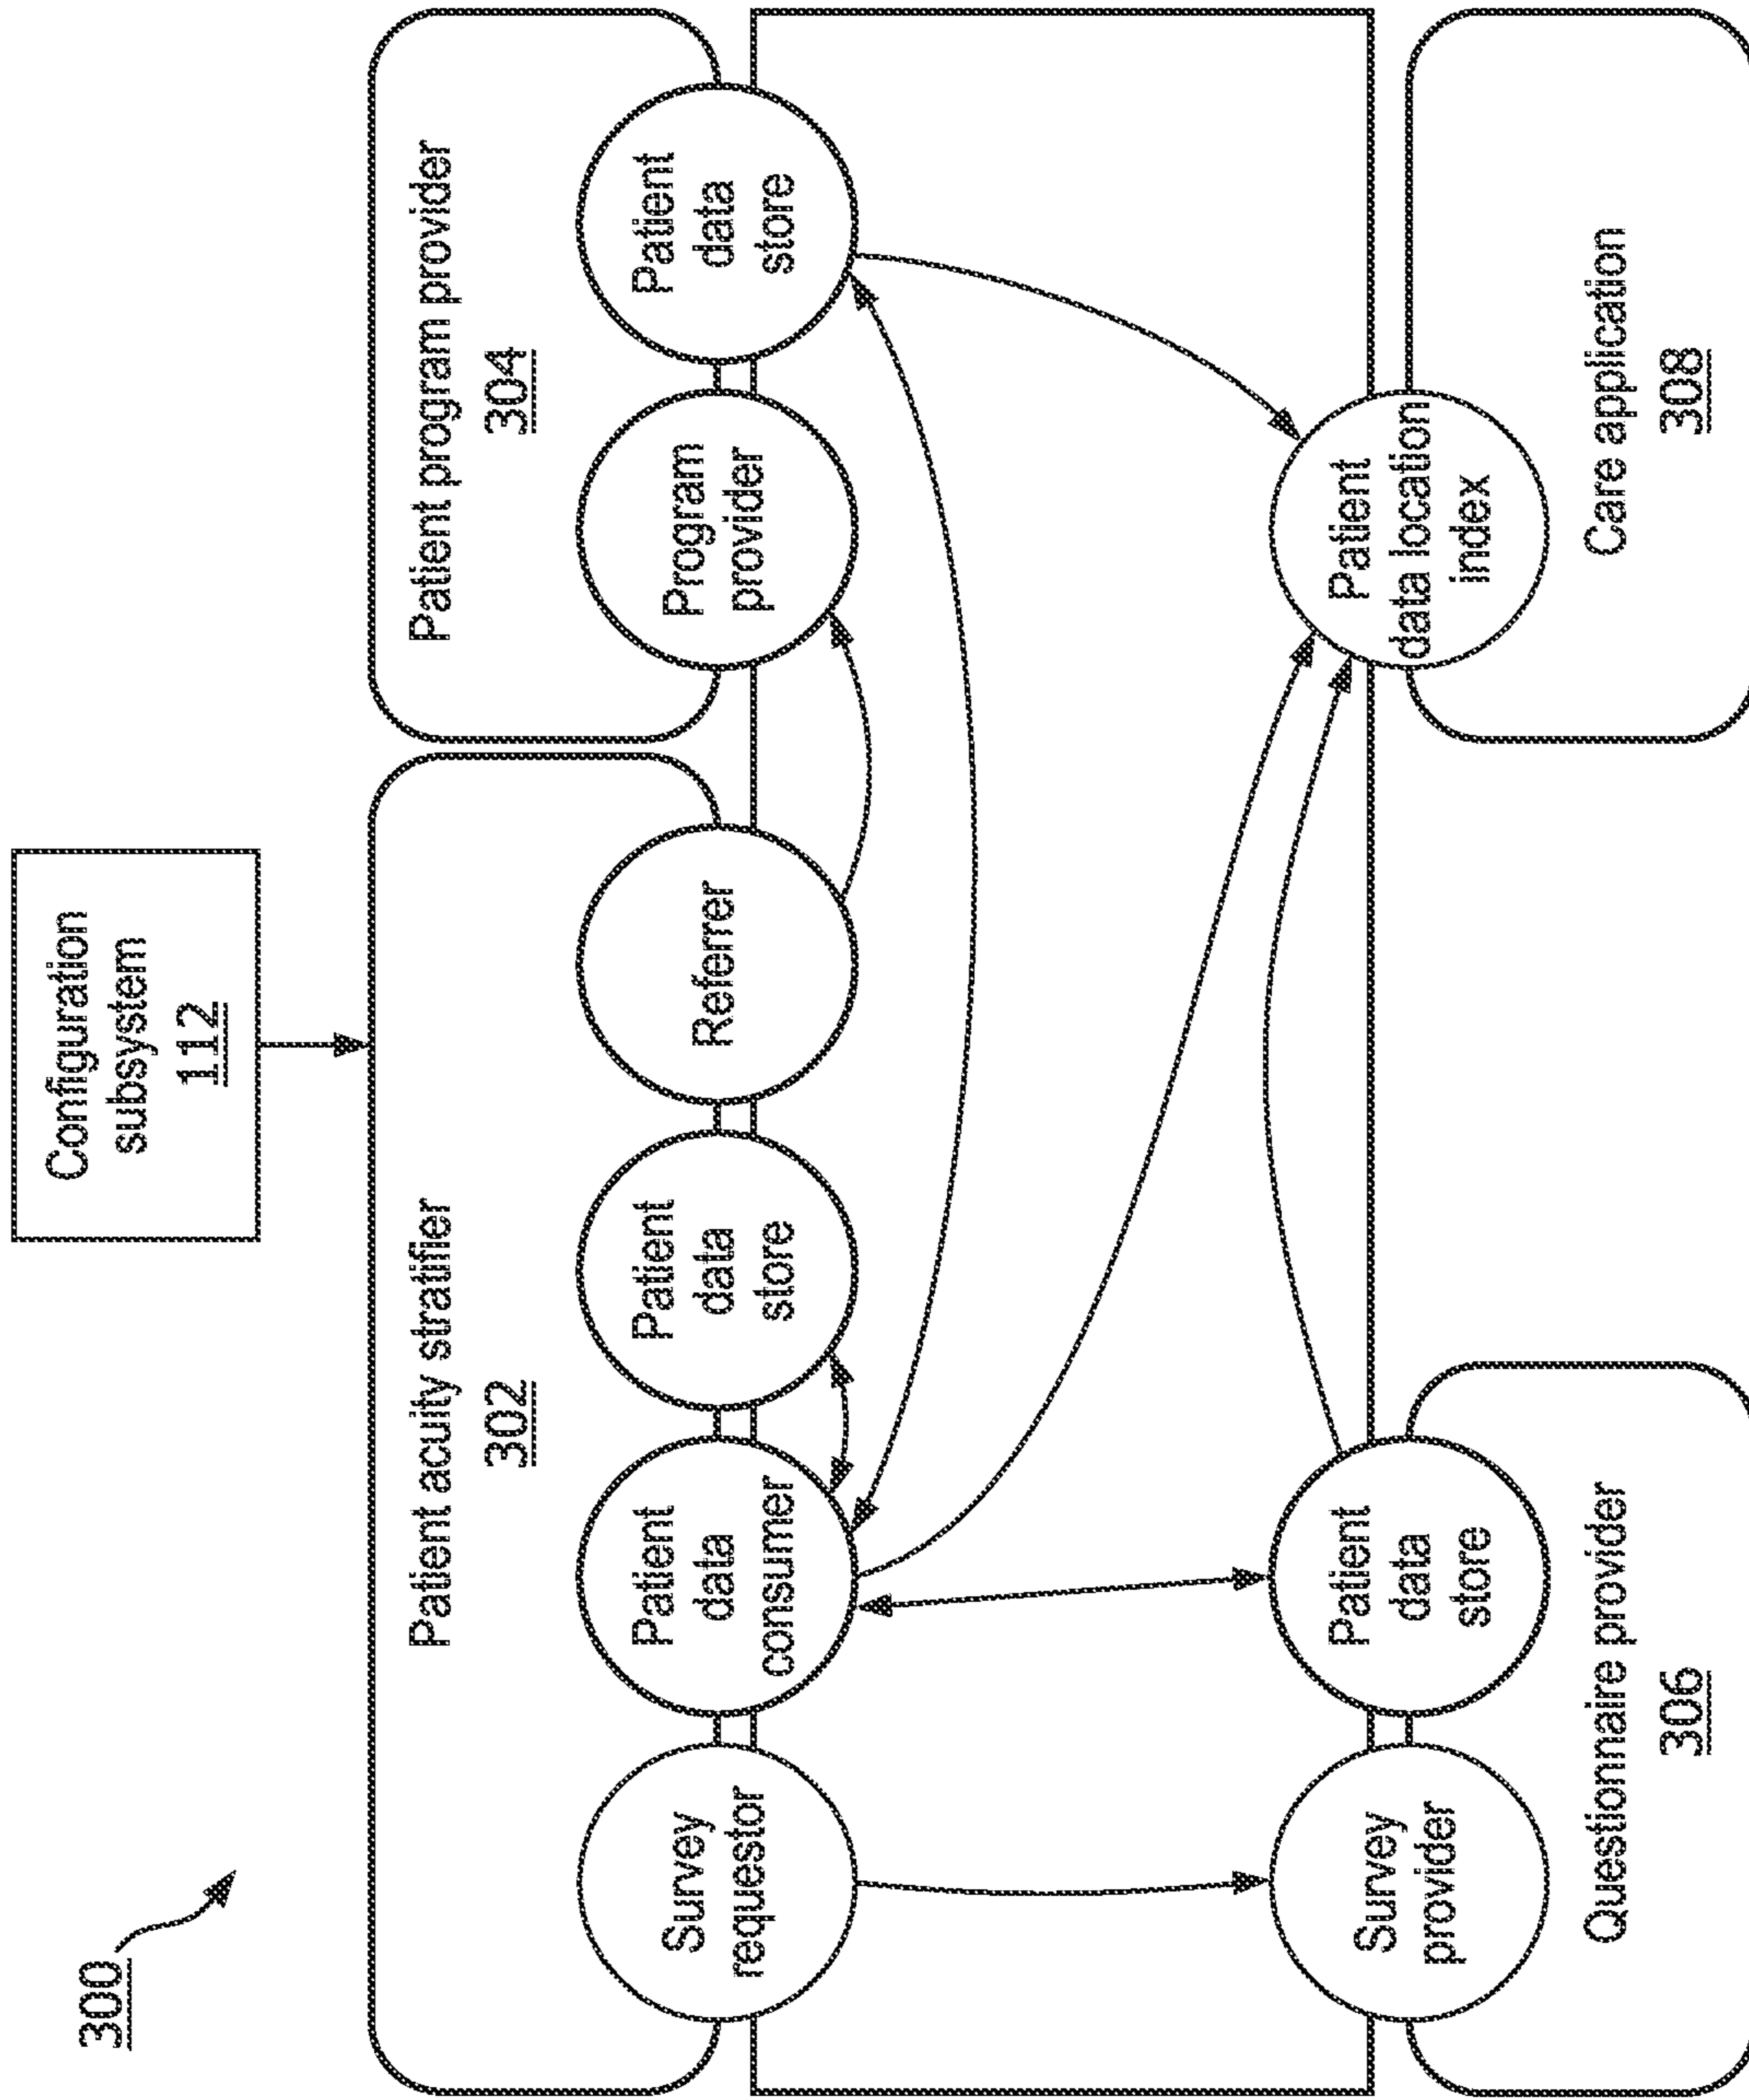 300
Configuration
subsystem
112
Patient acuity stratifier
302
Survey
requestor
Patient
data
consumer
Patient
data
store
Referrer
Patient program provider
304
Program
provider
Patient
data
store
Survey
provider
Patient
data
store
Questionnaire provider
306
Patient
data location
index
Care application
308